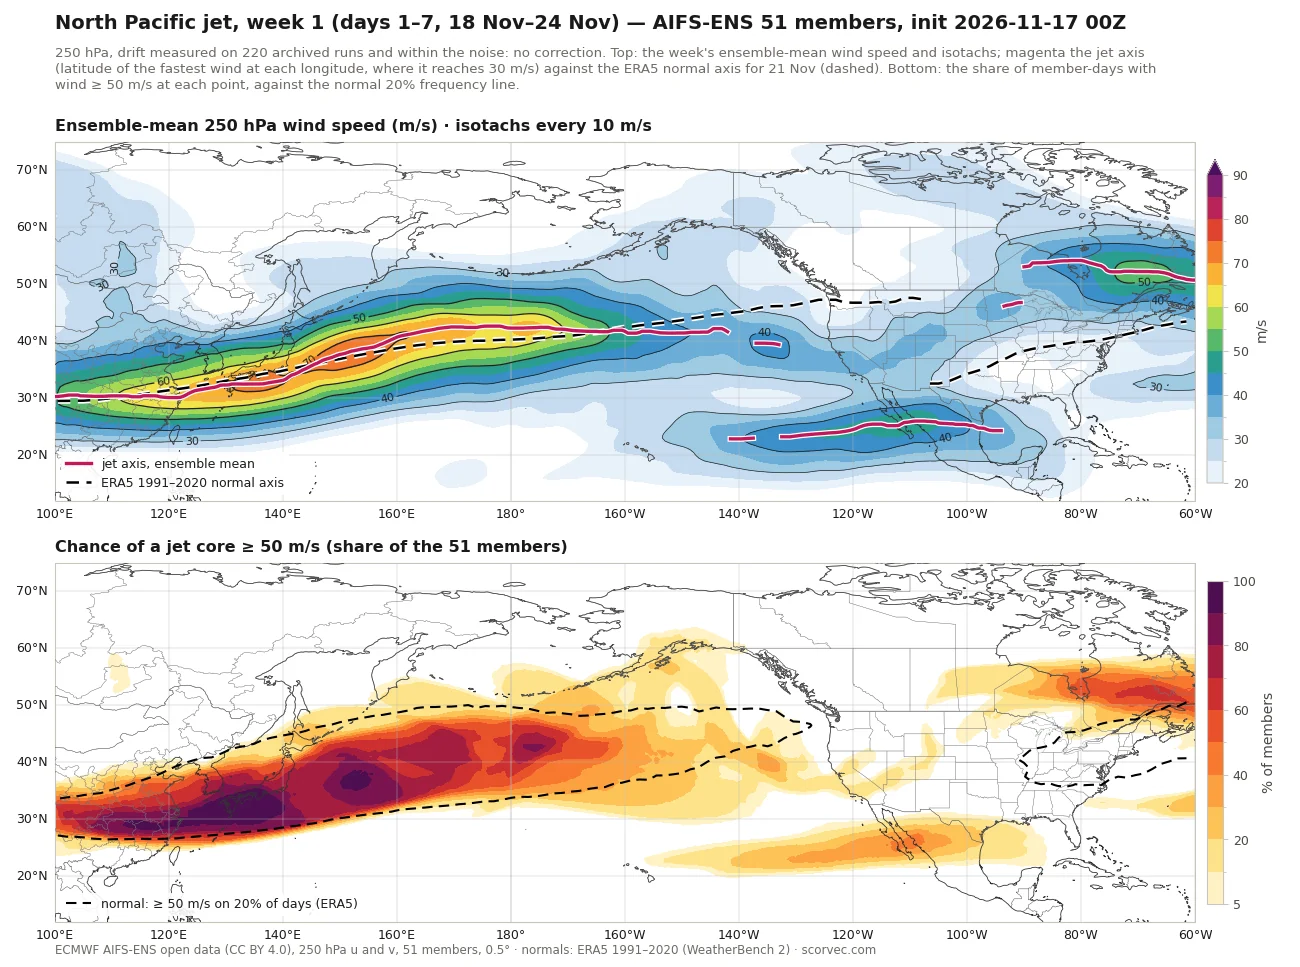 North Pacific jet, week 1 (days 1–7, 18 Nov–24 Nov) — AIFS-ENS 51 members, init 2026-11-17 00Z
250 hPa, drift measured on 220 archived runs and within the noise: no correction. Top: the week's ensemble-mean wind speed and isotachs; magenta the jet axis
(latitude of the fastest wind at each longitude, where it reaches 30 m/s) against the ERA5 normal axis for 21 Nov (dashed). Bottom: the share of member-days with
wind ≥ 50 m/s at each point, against the normal 20% frequency line.
Ensemble-mean 250 hPa wind speed (m/s) · isotachs every 10 m/s
70°N
60°N
50°N
40°N
30°N
20°N
30
30
30
50
70
60
40
30
40
40
50
40
30
jet axis, ensemble mean
ERA5 1991–2020 normal axis
100°E 120°E 140°E 160°E 180° 160°W 140°W 120°W 100°W 80°W 60°W
90
80
70
60
50
40
30
20
m/s
Chance of a jet core ≥ 50 m/s (share of the 51 members)
70°N
60°N
50°N
40°N
30°N
20°N
normal: ≥ 50 m/s on 20% of days (ERA5)
100°E 120°E 140°E 160°E 180° 160°W 140°W 120°W 100°W 80°W 60°W
100
80
60
40
20
5
% of members
ECMWF AIFS-ENS open data (CC BY 4.0), 250 hPa u and v, 51 members, 0.5° · normals: ERA5 1991–2020 (WeatherBench 2) · scorvec.com